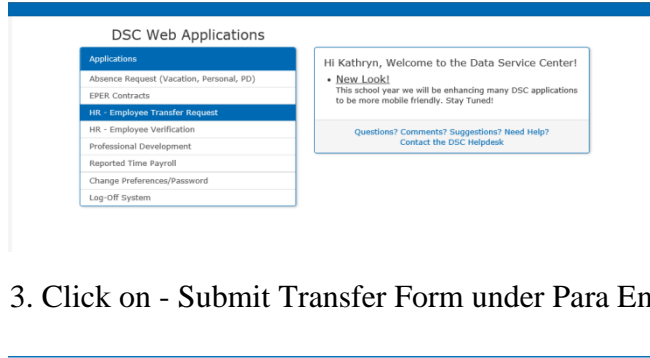 DSC Web Applications
Applications
Absence Request (Vacation, Personal, PD)
EPER Contracts
HR - Employee Transfer Request
HR - Employee Verification
Professional Development
Reported Time Payroll
Change Preferences/Password
Log-Off System
Hi Kathryn, Welcome to the Data Service Center!
• New Look!
This school year we will be enhancing many DSC applications
to be more mobile friendly. Stay Tuned!
Questions? Comments? Suggestions? Need Help?
Contact the DSC Helpdesk
3. Click on - Submit Transfer Form under Para En